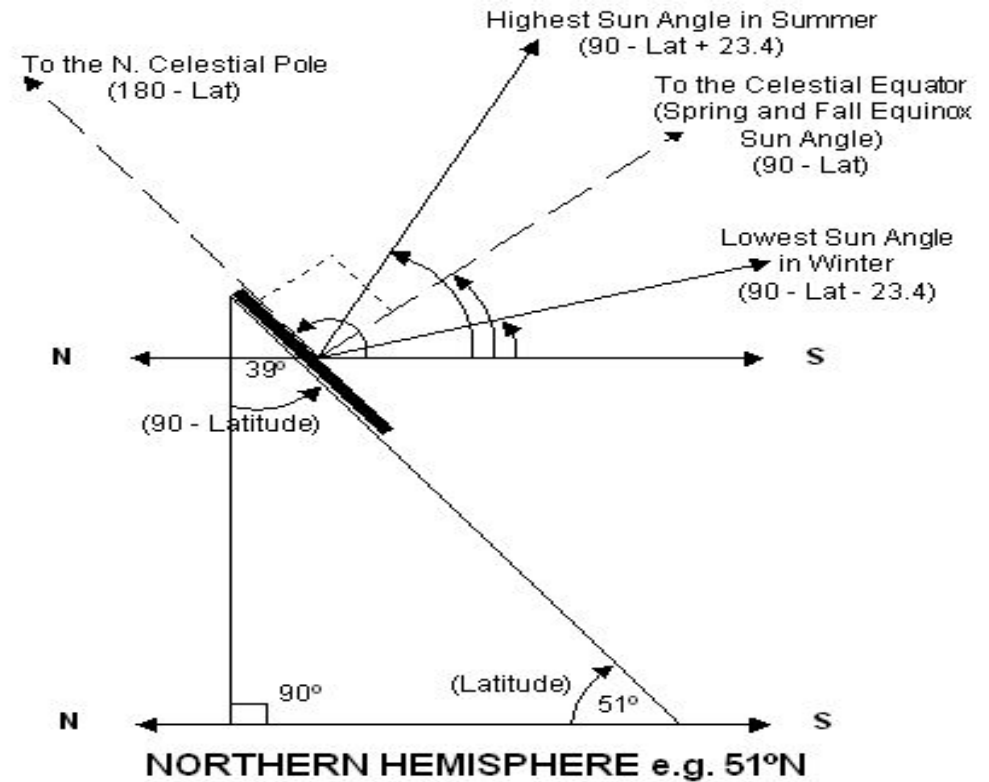 Highest Sun Angle in Summer
(90 - Lat + 23.4)
To the N. Celestial Pole
(180 - Lat)
To the Celestial Equator
(Spring and Fall Equinox
Sun Angle)
(90 - Lat)
Lowest Sun Angle
in Winter
(90 - Lat - 23.4)
N
S
39º
(90 - Latitude)
(Latitude)
90º
51º
N
S
NORTHERN HEMISPHERE e.g. 51ºN